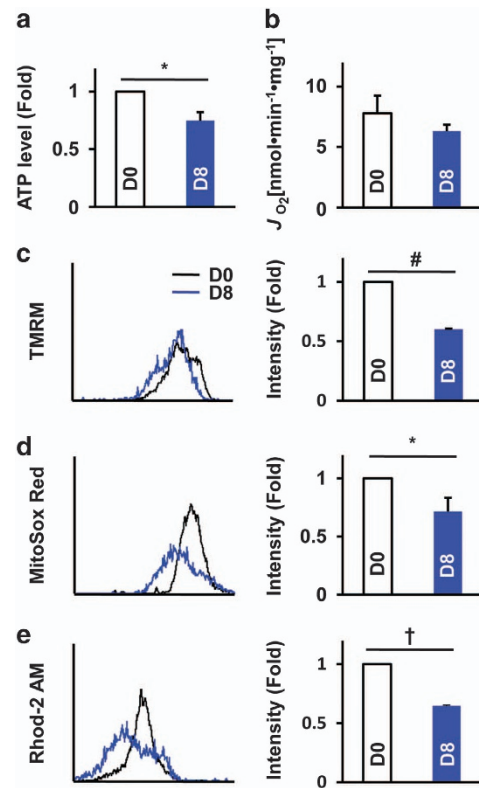 a
ATP level (Fold)
1
0.5
0
*
D0
D8
b
J O2 [nmol•min-1•mg-1]
10
5
0
D0
D8
c
TMRM
D0
D8
Intensity (Fold)
1
0.5
0
#
D0
D8
d
MitoSox Red
Intensity (Fold)
1
0.5
0
*
D0
D8
e
Rhod-2 AM
Intensity (Fold)
1
0.5
0
†
D0
D8